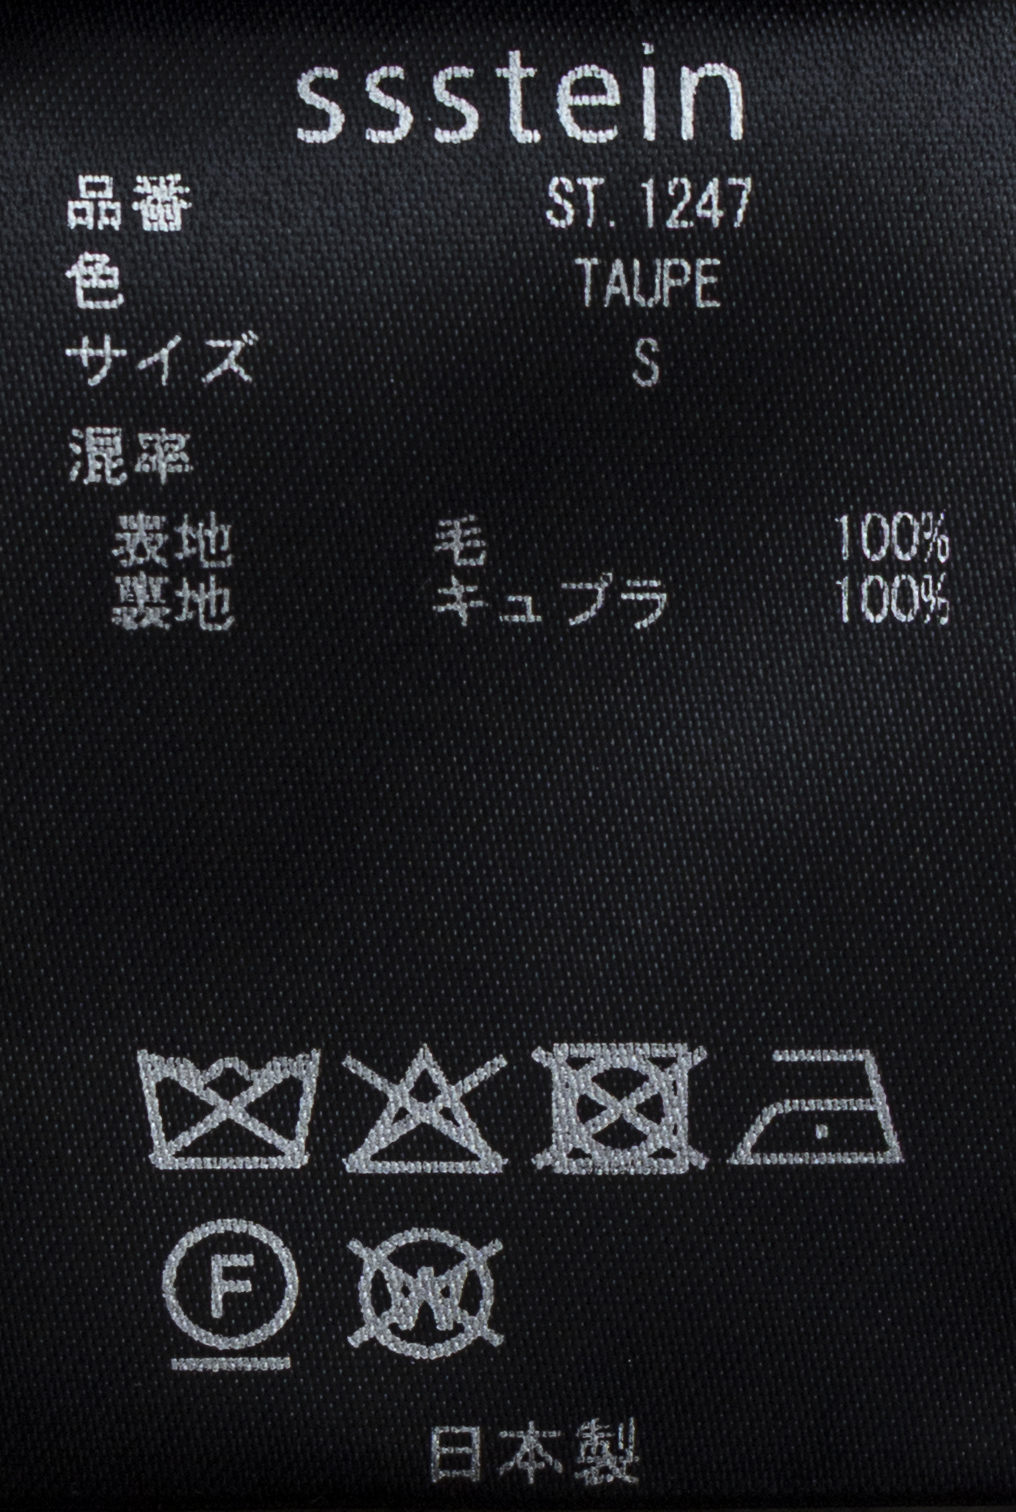 ssstein
品番 ST. 1247
色 TAUPE
サイズ S
混率
表地 毛 100%
裏地 キュプラ 100%
F W
日本製